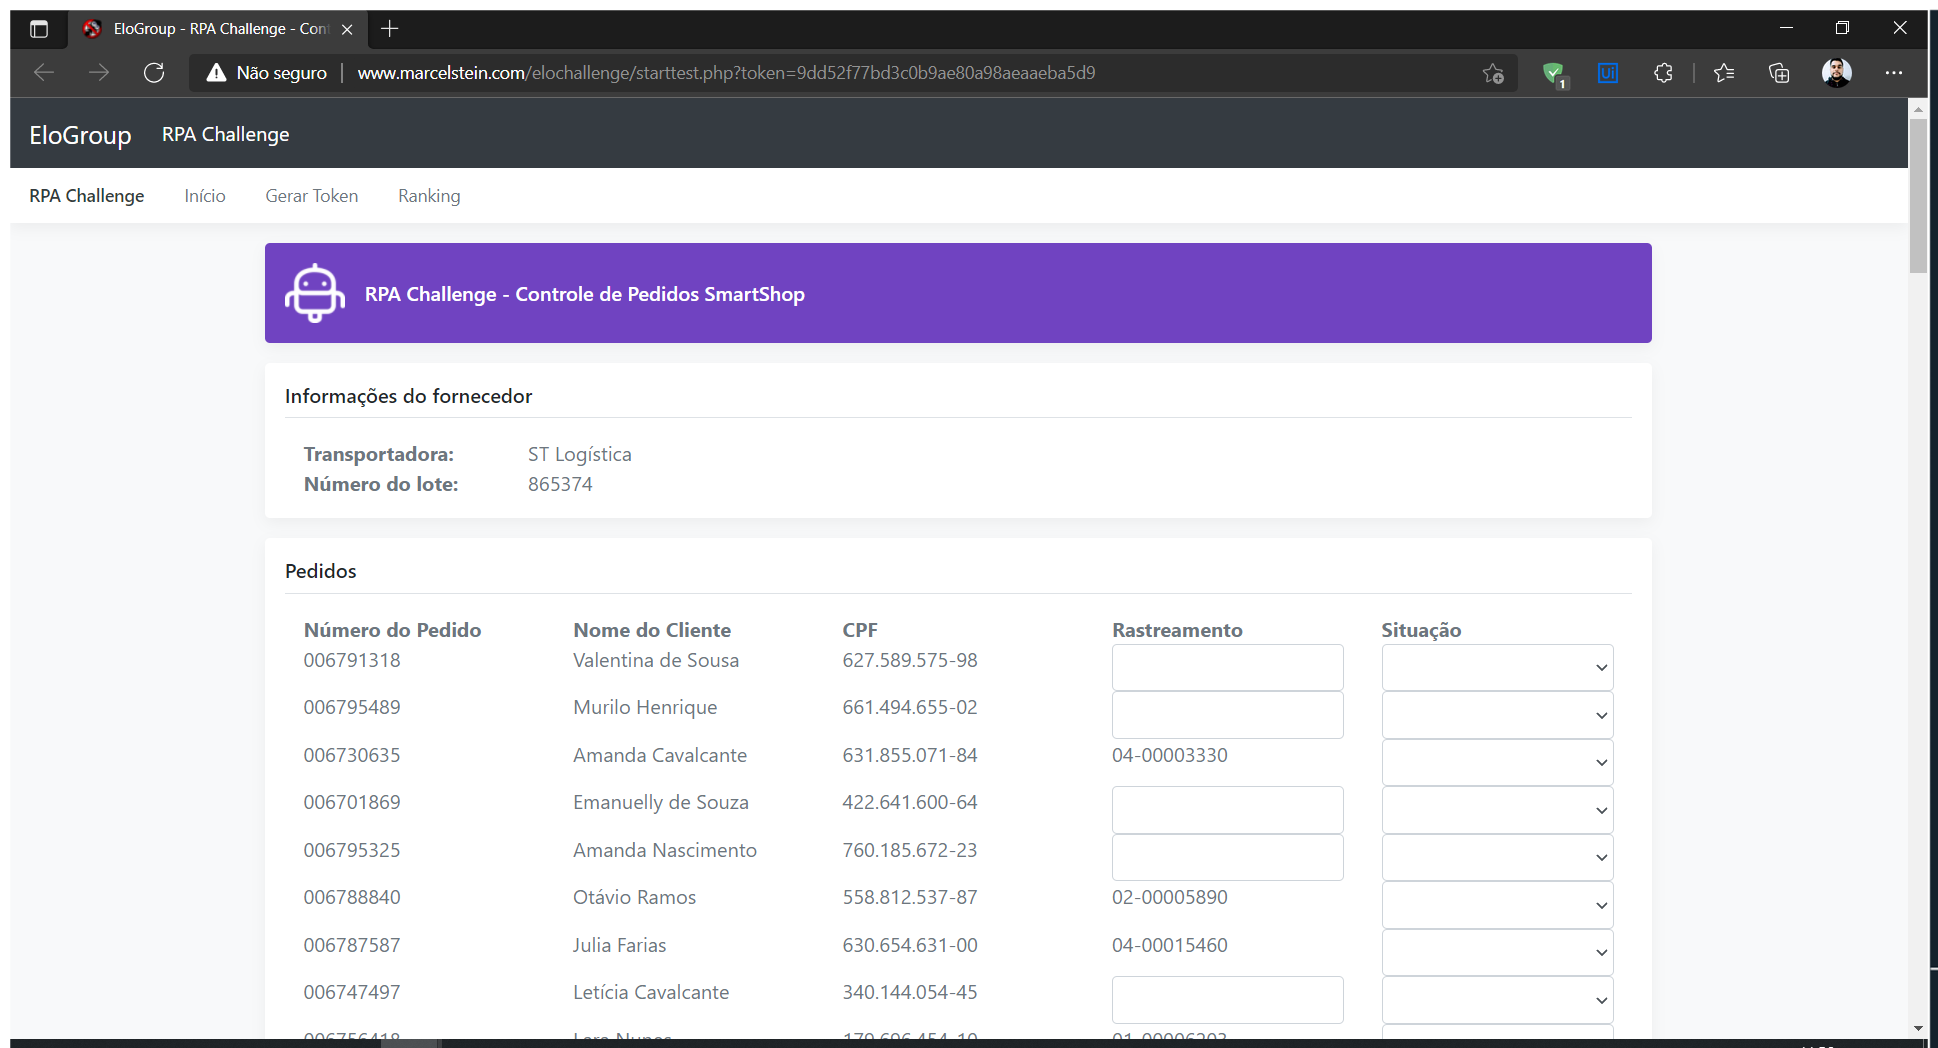 EloGroup - RPA Challenge - Cont
Não seguro | www.marcelstein.com/elochallenge/starttest.php?token=9dd52f77bd3c0b9ae80a98aeaaeba5d9
Ui
1
EloGroup RPA Challenge
RPA Challenge Início Gerar Token Ranking
RPA Challenge - Controle de Pedidos SmartShop
Informações do fornecedor
Transportadora: ST Logística
Número do lote: 865374
Pedidos
Número do Pedido Nome do Cliente CPF Rastreamento Situação
006791318 Valentina de Sousa 627.589.575-98
006795489 Murilo Henrique 661.494.655-02
006730635 Amanda Cavalcante 631.855.071-84 04-00003330
006701869 Emanuelly de Souza 422.641.600-64
006795325 Amanda Nascimento 760.185.672-23
006788840 Otávio Ramos 558.812.537-87 02-00005890
006787587 Julia Farias 630.654.631-00 04-00015460
006747497 Letícia Cavalcante 340.144.054-45